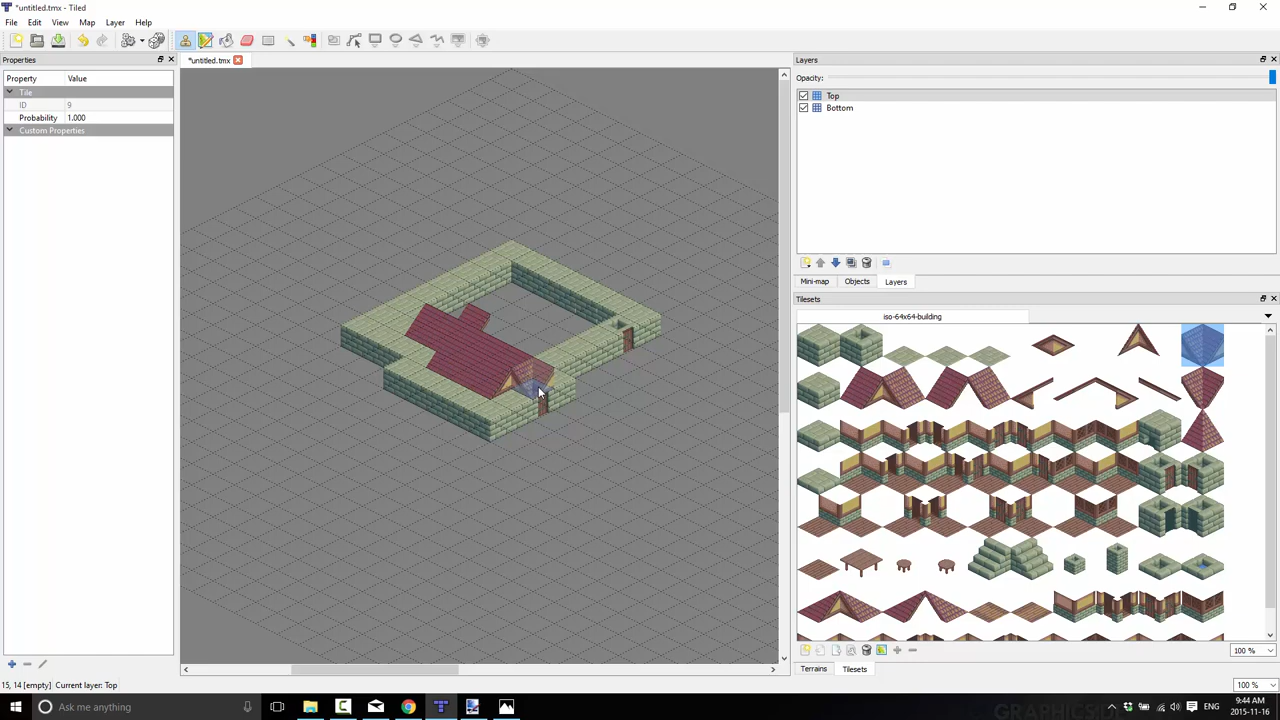 *untitled.tmx - Tiled
File Edit View Map Layer Help
Properties
*untitled.tmx
Layers
Property Value
Opacity:
Tile
Top
ID 9
Bottom
Probability 1.000
Custom Properties
Mini-map Objects Layers
Tilesets
iso-64x64-building
100 %
Terrains Tilesets
15, 14 [empty] Current layer: Top
100 %
Ask me anything
ENG
9:44 AM
2015-11-16